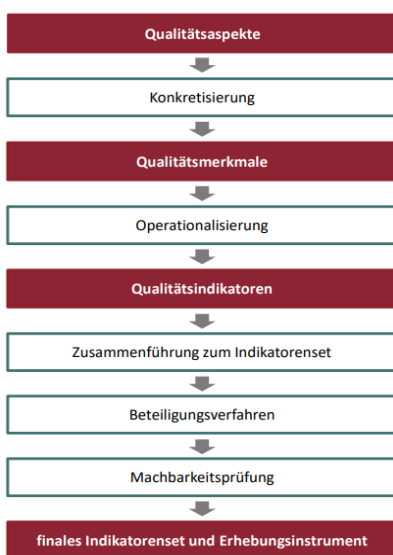 Qualitätsaspekte
Konkretisierung
Qualitätsmerkmale
Operationalisierung
Qualitätsindikatoren
Zusammenführung zum Indikatorenset
Beteiligungsverfahren
Machbarkeitsprüfung
finales Indikatorenset und Erhebungsinstrument